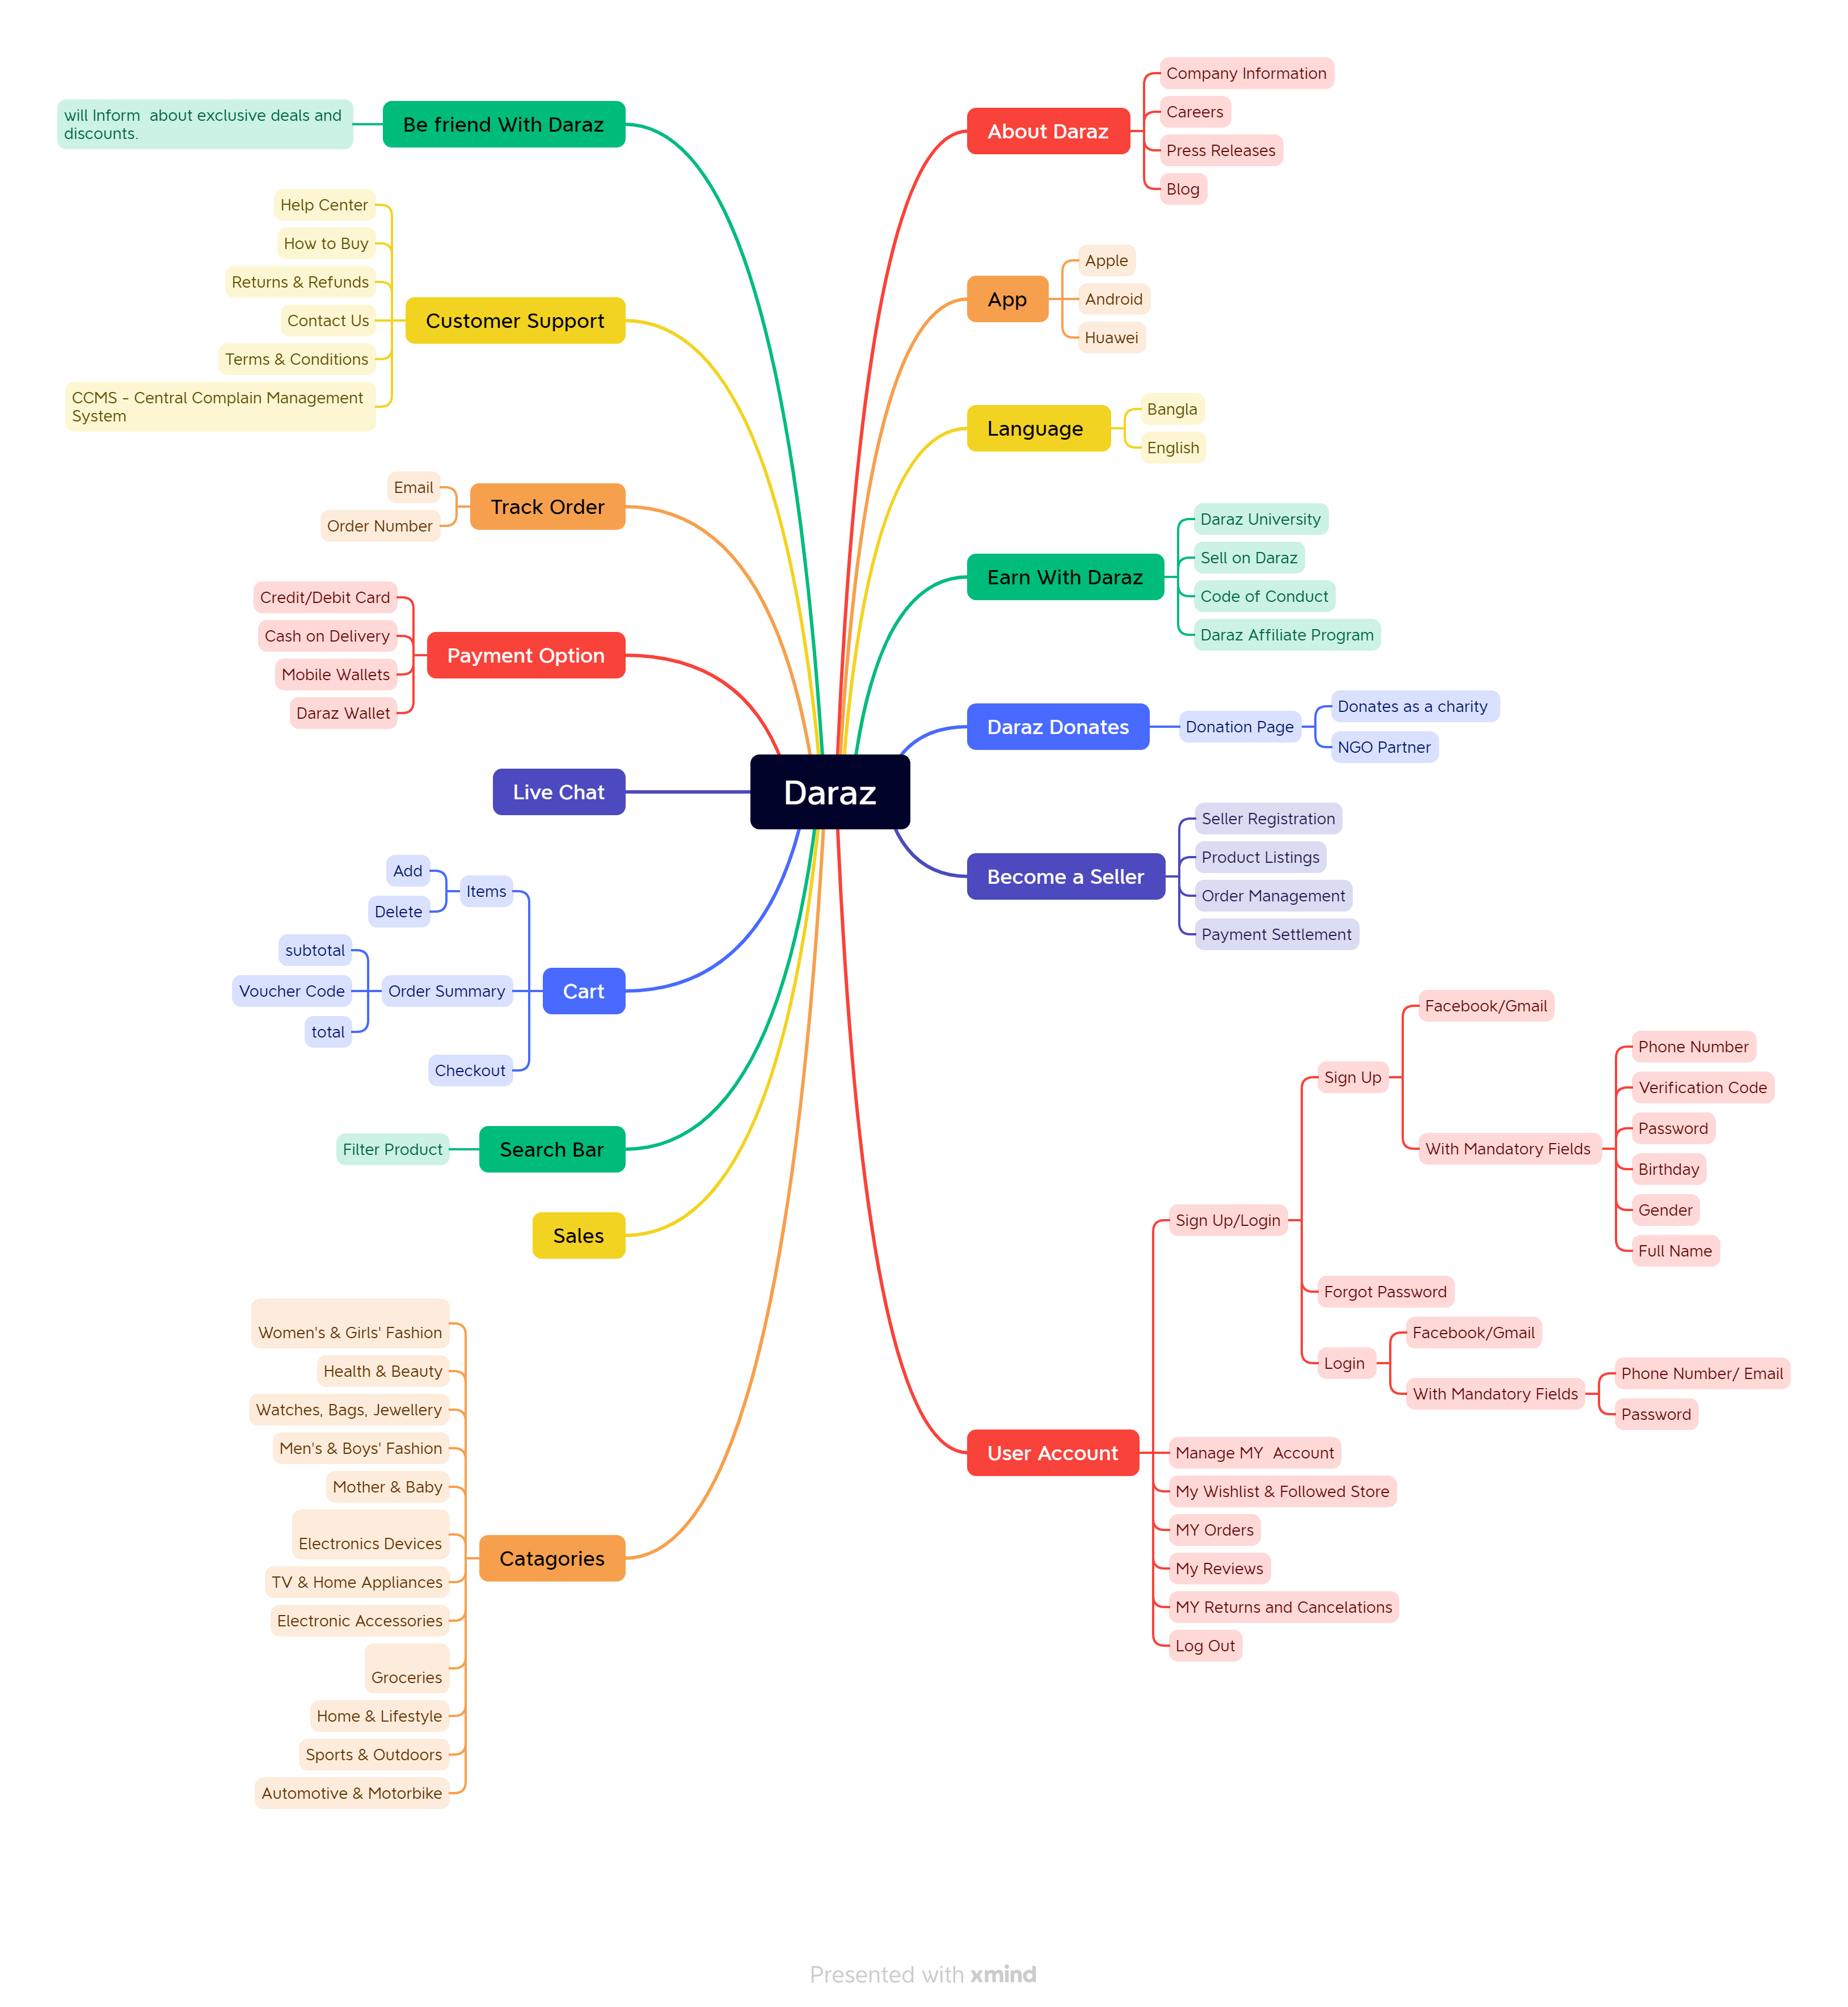 Daraz
About Daraz
Company Information
Careers
Press Releases
Blog
App
Apple
Android
Huawei
Language
Bangla
English
Earn With Daraz
Daraz University
Sell on Daraz
Code of Conduct
Daraz Affiliate Program
Daraz Donates
Donation Page
Donates as a charity
NGO Partner
Become a Seller
Seller Registration
Product Listings
Order Management
Payment Settlement
User Account
Sign Up/Login
Sign Up
Facebook/Gmail
With Mandatory Fields
Phone Number
Verification Code
Password
Birthday
Gender
Full Name
Forgot Password
Login
Facebook/Gmail
With Mandatory Fields
Phone Number/ Email
Password
Manage MY  Account
My Wishlist & Followed Store
MY Orders
My Reviews
MY Returns and Cancelations
Log Out
Be friend With Daraz
will Inform  about exclusive deals and
discounts.
Customer Support
Help Center
How to Buy
Returns & Refunds
Contact Us
Terms & Conditions
CCMS - Central Complain Management
System
Track Order
Email
Order Number
Payment Option
Credit/Debit Card
Cash on Delivery
Mobile Wallets
Daraz Wallet
Live Chat
Cart
Items
Add
Delete
Order Summary
subtotal
Voucher Code
total
Checkout
Search Bar
Filter Product
Sales
Catagories
Women's & Girls' Fashion
Health & Beauty
Watches, Bags, Jewellery
Men's & Boys' Fashion
Mother & Baby
Electronics Devices
TV & Home Appliances
Electronic Accessories
Groceries
Home & Lifestyle
Sports & Outdoors
Automotive & Motorbike
Presented with xmind